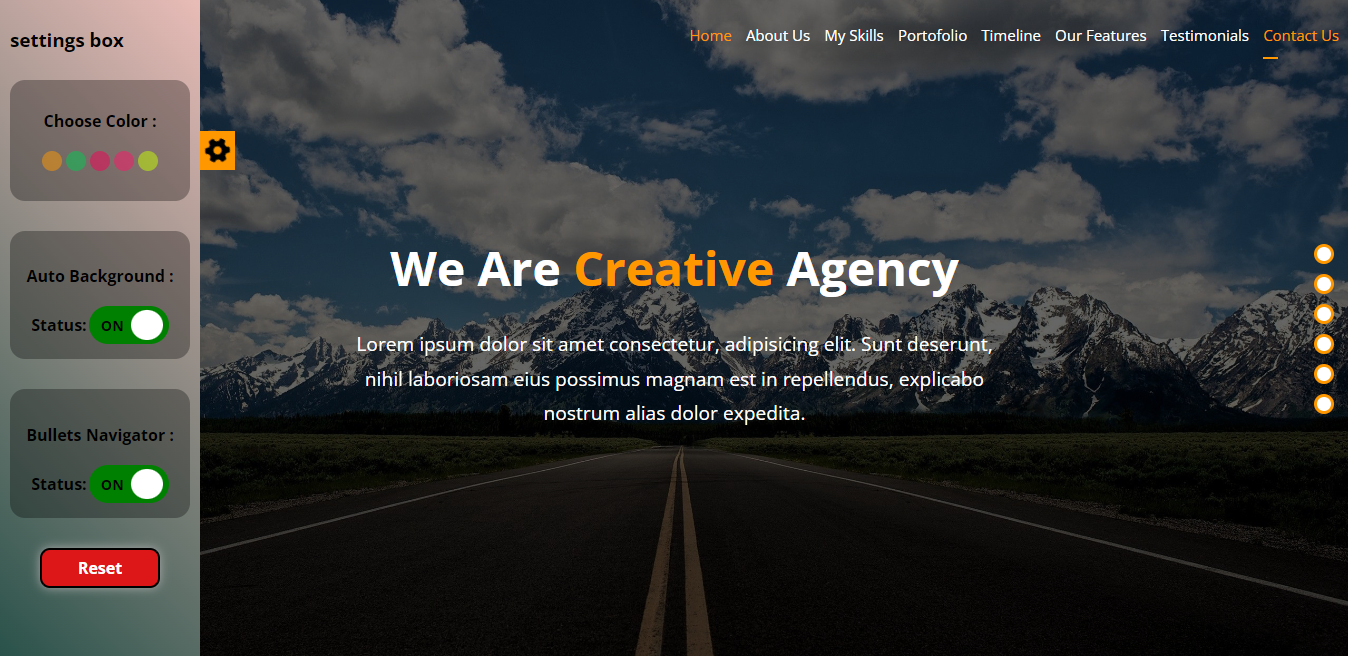 settings box
Choose Color :
Auto Background :
Status: ON
Bullets Navigator :
Status: ON
Reset
Home About Us My Skills Portofolio Timeline Our Features Testimonials Contact Us
We Are Creative Agency
Lorem ipsum dolor sit amet consectetur, adipisicing elit. Sunt deserunt,
nihil laboriosam eius possimus magnam est in repellendus, explicabo
nostrum alias dolor expedita.